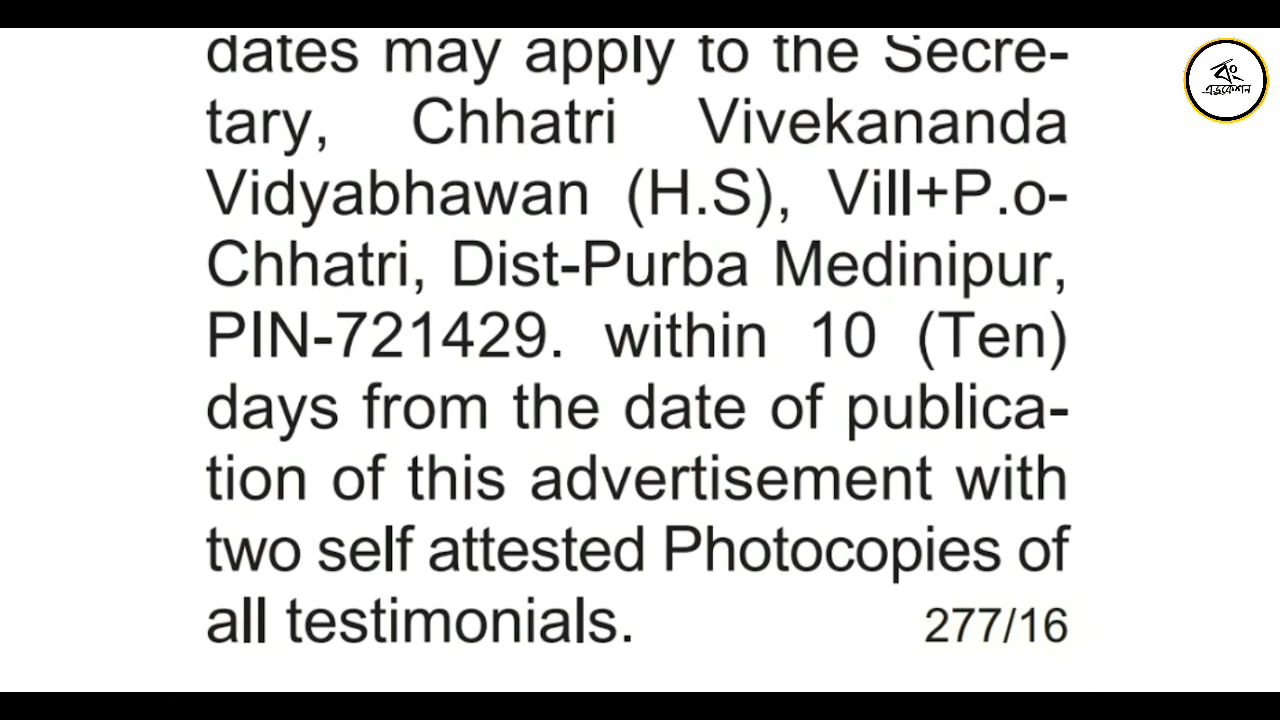 dates may apply to the Secre-
tary, Chhatri Vivekananda
Vidyabhawan (H.S), Vill+P.o-
Chhatri, Dist-Purba Medinipur,
PIN-721429. within 10 (Ten)
days from the date of publica-
tion of this advertisement with
two self attested Photocopies of
all testimonials. 277/16
বং
এডুকেশন